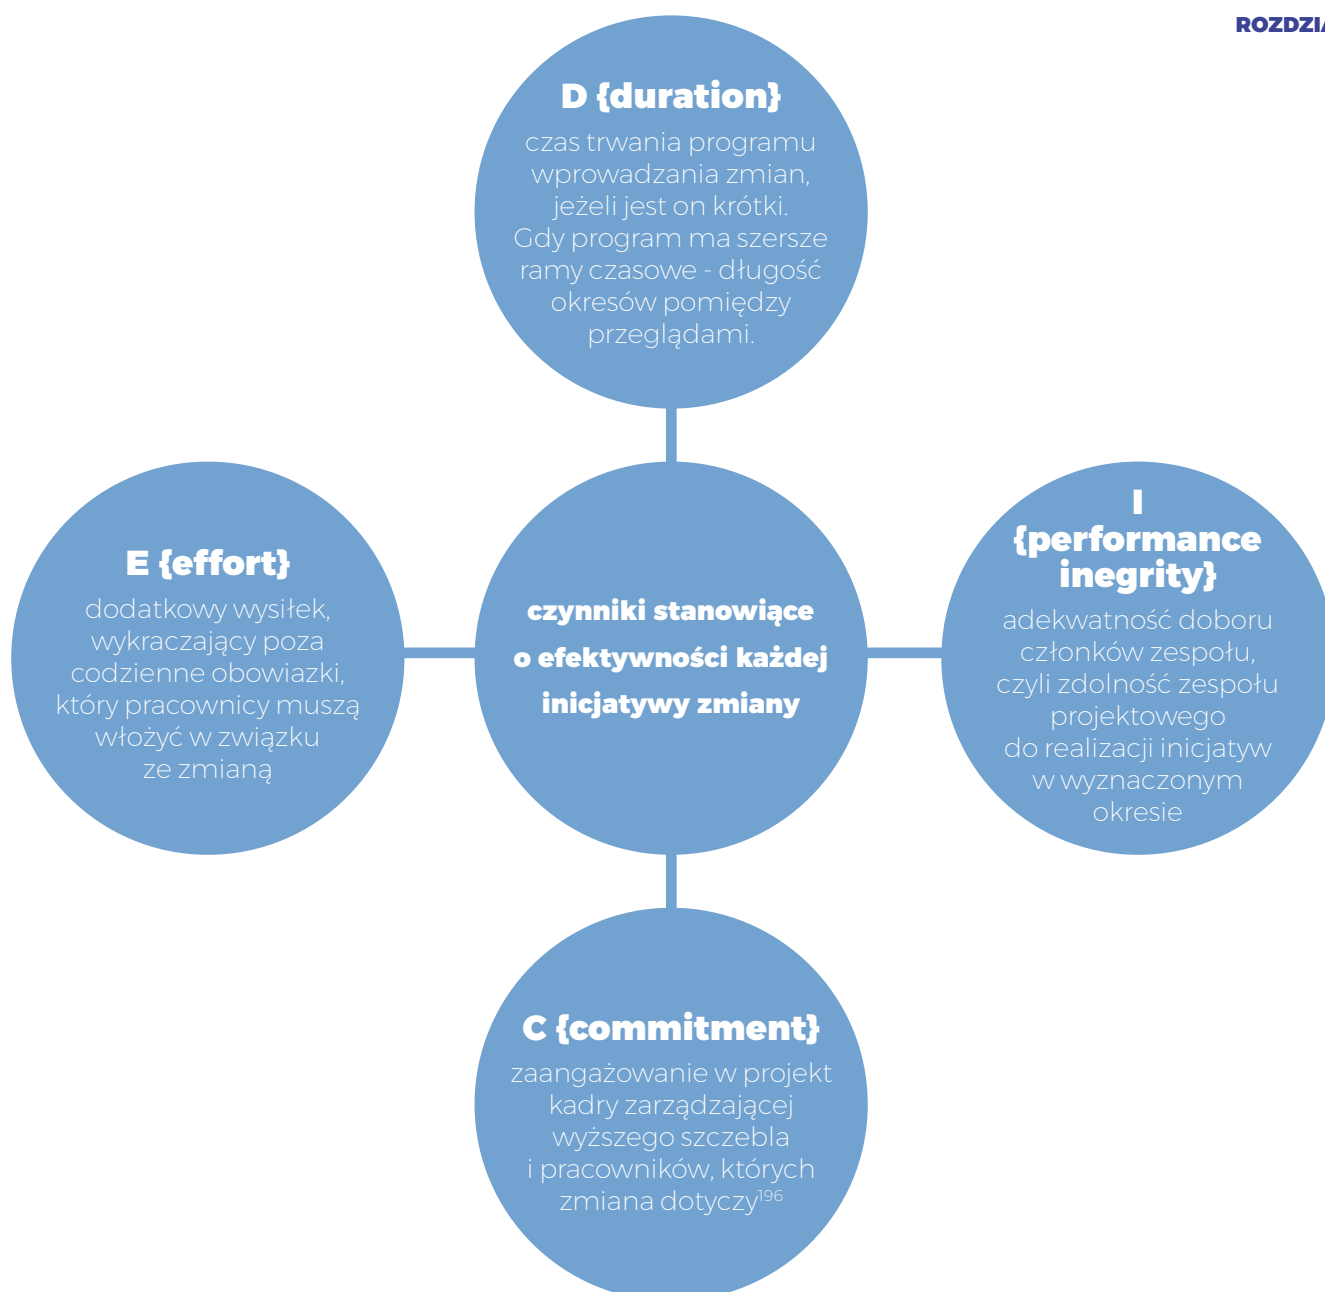 ROZDZIA
D {duration}
czas trwania programu
wprowadzania zmian,
jeżeli jest on krótki.
Gdy program ma szersze
ramy czasowe - długość
okresów pomiędzy
przeglądami.
E {effort}
dodatkowy wysiłek,
wykraczający poza
codzienne obowiazki,
który pracownicy muszą
włożyć w związku
ze zmianą
czynniki stanowiące
o efektywności każdej
inicjatywy zmiany
I
{performance
inegrity}
adekwatność doboru
członków zespołu,
czyli zdolność zespołu
projektowego
do realizacji inicjatyw
w wyznaczonym
okresie
C {commitment}
zaangażowanie w projekt
kadry zarządzającej
wyższego szczebla
i pracowników, których
zmiana dotyczy196